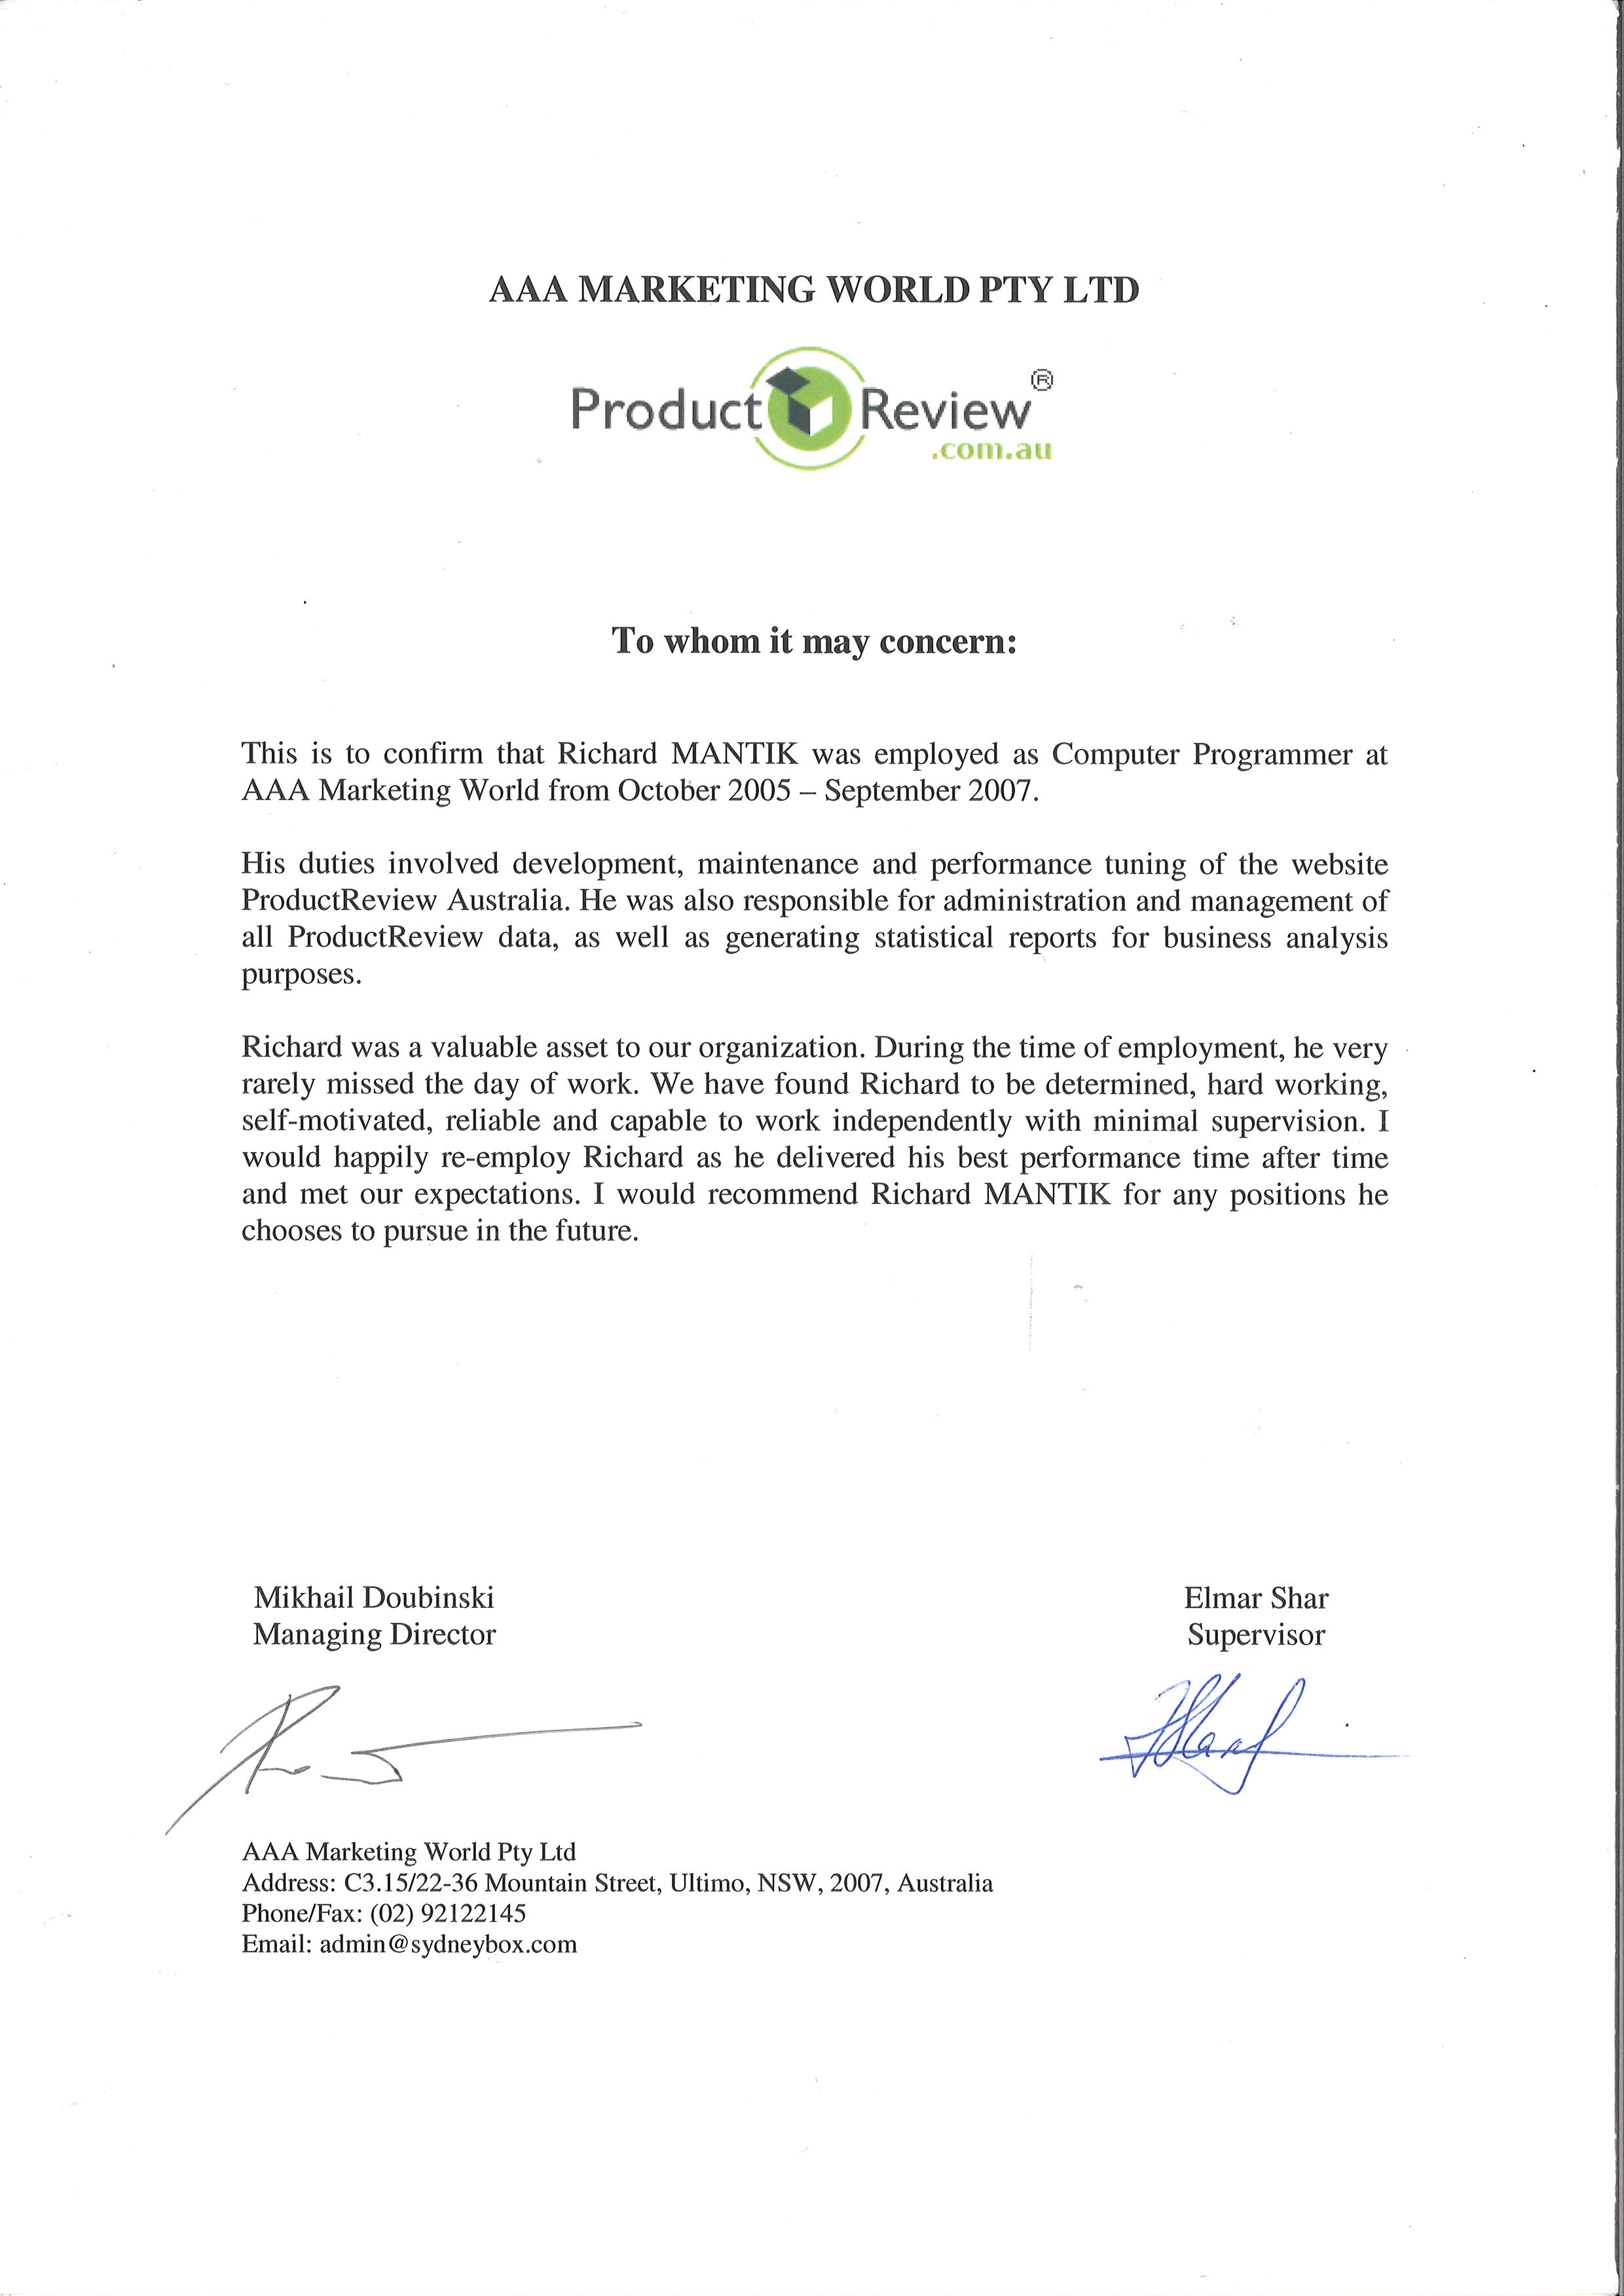 AAA MARKETING WORLD PTY LTD
Product Review ®
.com.au
To whom it may concern:
This is to confirm that Richard MANTIK was employed as Computer Programmer at
AAA Marketing World from October 2005 – September 2007.
His duties involved development, maintenance and performance tuning of the website
ProductReview Australia. He was also responsible for administration and management of
all ProductReview data, as well as generating statistical reports for business analysis
purposes.
Richard was a valuable asset to our organization. During the time of employment, he very
rarely missed the day of work. We have found Richard to be determined, hard working,
self-motivated, reliable and capable to work independently with minimal supervision. I
would happily re-employ Richard as he delivered his best performance time after time
and met our expectations. I would recommend Richard MANTIK for any positions he
chooses to pursue in the future.
Mikhail Doubinski
Managing Director
Elmar Shar
Supervisor
AAA Marketing World Pty Ltd
Address: C3.15/22-36 Mountain Street, Ultimo, NSW, 2007, Australia
Phone/Fax: (02) 92122145
Email: admin@sydneybox.com